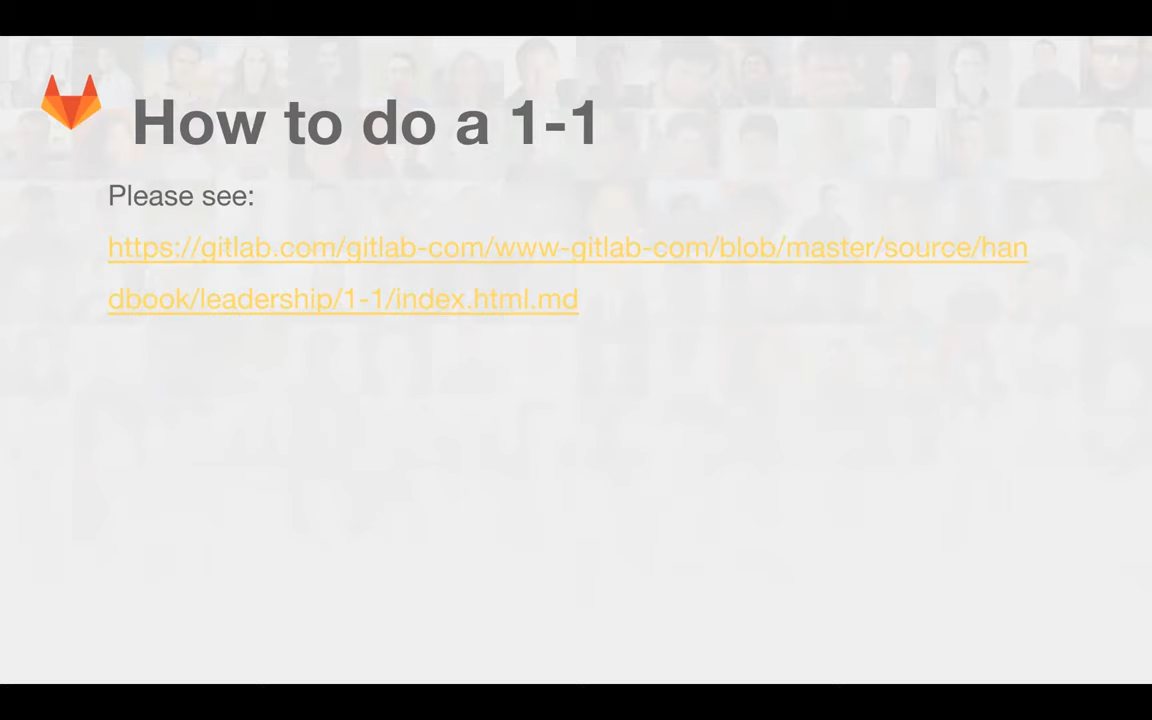 How to do a 1-1
Please see:
https://gitlab.com/gitlab-com/www-gitlab-com/blob/master/source/han
dbook/leadership/1-1/index.html.md